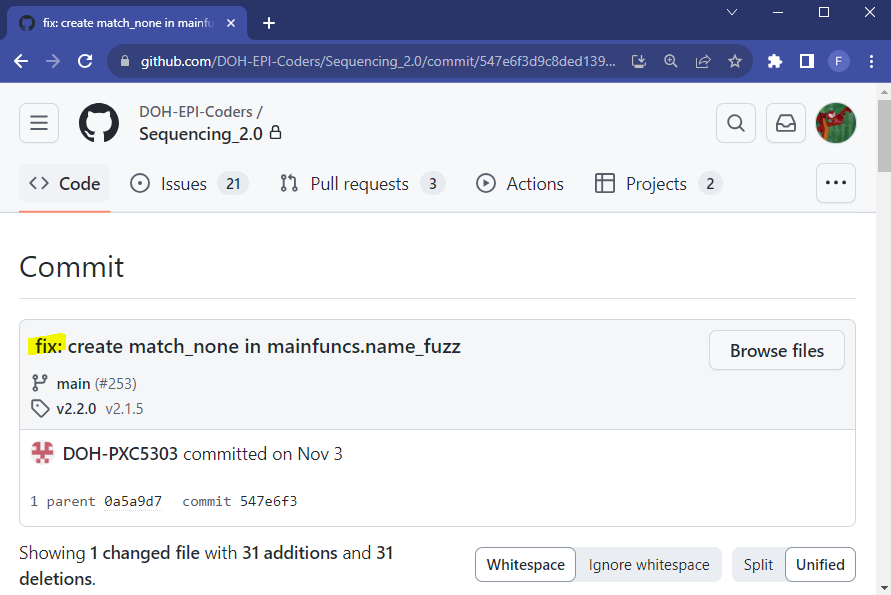 fix: create match_none in mainfu
github.com/DOH-EPI-Coders/Sequencing_2.0/commit/547e6f3d9c8ded139...
F
DOH-EPI-Coders /
Sequencing_2.0
Code
Issues 21
Pull requests 3
Actions
Projects 2
Commit
fix: create match_none in mainfuncs.name_fuzz
Browse files
main (#253)
v2.2.0 v2.1.5
DOH-PXC5303 committed on Nov 3
1 parent 0a5a9d7 commit 547e6f3
Showing 1 changed file with 31 additions and 31
deletions.
Whitespace Ignore whitespace Split Unified